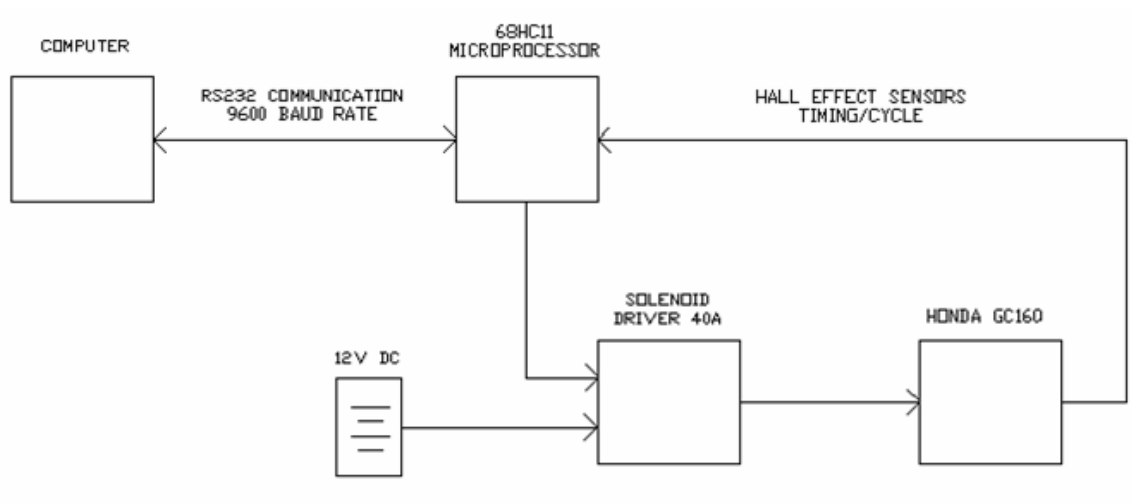 COMPUTER
68HC11
MICROPROCESSOR
RS232 COMMUNICATION
9600 BAUD RATE
HALL EFFECT SENSORS
TIMING/CYCLE
SOLENOID
DRIVER 40A
HONDA GC160
12V DC